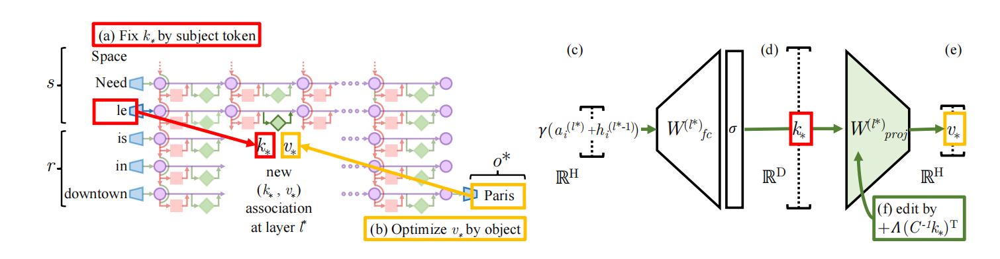 (a) Fix k* by subject token
Space
s
Need
le
r
is
in
downtown
k* v*
new
(k*, v*)
association
at layer l*
o*
Paris
(b) Optimize v* by object
(c)
γ(aᵢ⁽ˡ*⁾+hᵢ⁽ˡ*⁻¹⁾)
ℝᴴ
W⁽ˡ*⁾fc
σ
(d)
k*
ℝᴰ
W⁽ˡ*⁾proj
(e)
v*
ℝᴴ
(f) edit by
+Λ(C⁻¹k*)ᵀ